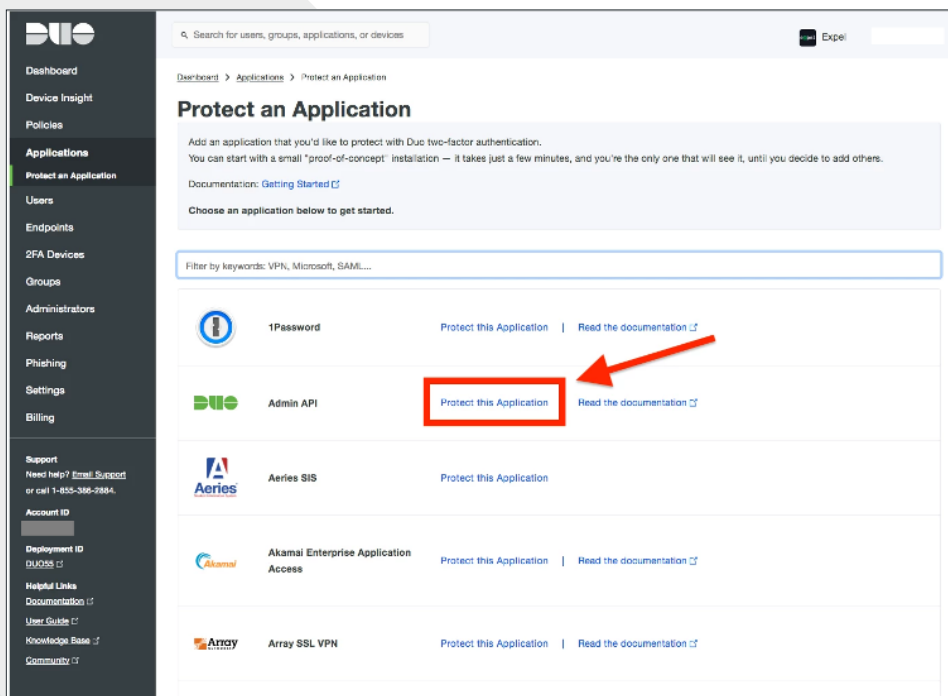 DUO
Search for users, groups, applications, or devices
Expel
Dashboard
Device Insight
Policies
Applications
Protect an Application
Users
Endpoints
2FA Devices
Groups
Administrators
Reports
Phishing
Settings
Billing
Support
Need help? Email Support
or call 1-855-386-2884.
Account ID
Deployment ID
DUO55
Helpful Links
Documentation
User Guide
Knowledge Base
Community
Dashboard > Applications > Protect an Application
Protect an Application
Add an application that you'd like to protect with Duo two-factor authentication.
You can start with a small "proof-of-concept" installation — it takes just a few minutes, and you're the only one that will see it, until you decide to add others.
Documentation: Getting Started
Choose an application below to get started.
Filter by keywords: VPN, Microsoft, SAML...
1Password Protect this Application | Read the documentation
DUO Admin API Protect this Application Read the documentation
Aeries Aeries SIS Protect this Application
Akamai Akamai Enterprise Application
Access Protect this Application | Read the documentation
Array Array SSL VPN Protect this Application | Read the documentation